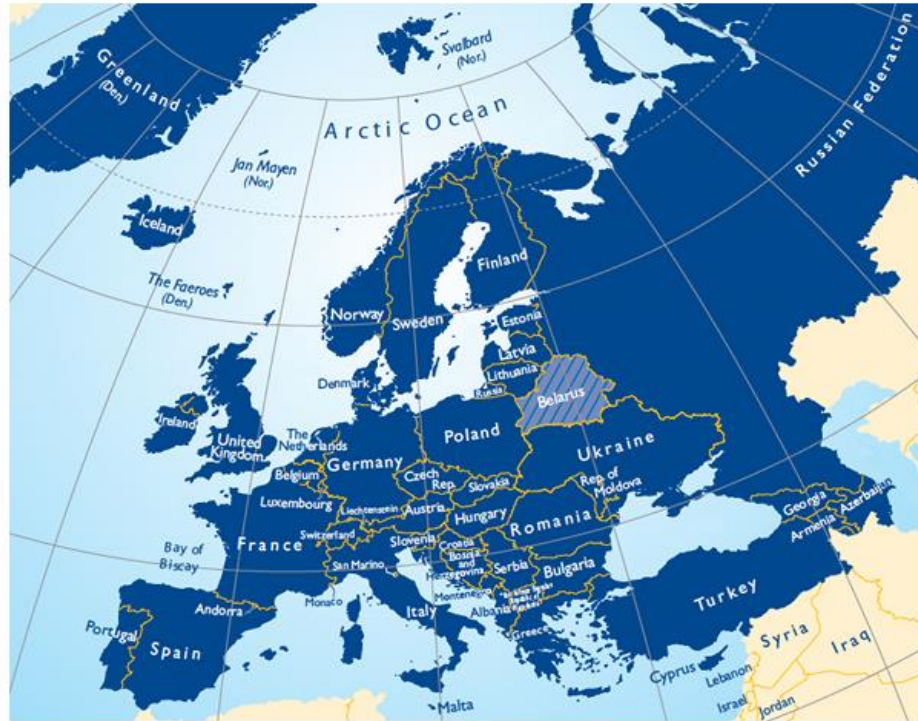 Svalbard
(Nor.)
Greenland
(Den.)
Russian Federation
Arctic Ocean
Jan Mayen
(Nor.)
Iceland
Finland
The Faeroes
(Den.)
Norway
Sweden
Estonia
Latvia
Denmark
Lithuania
Russia
Belarus
Ireland
United
Kingdom
The
Netherlands
Poland
Ukraine
Germany
Belgium
Czech
Rep.
Slovakia
Rep. of
Moldova
Luxembourg
Liechtenstein
Austria
Hungary
Romania
Georgia
Azerbaijan
Armenia
Switzerland
Slovenia
Croatia
France
Bay of
Biscay
San Marino
Bosnia
and
Herzegovina
Serbia
Bulgaria
Monaco
Montenegro
Turkey
Andorra
Italy
Albania
Portugal
Spain
Greece
Syria
Iraq
Cyprus
Lebanon
Malta
Israel
Jordan